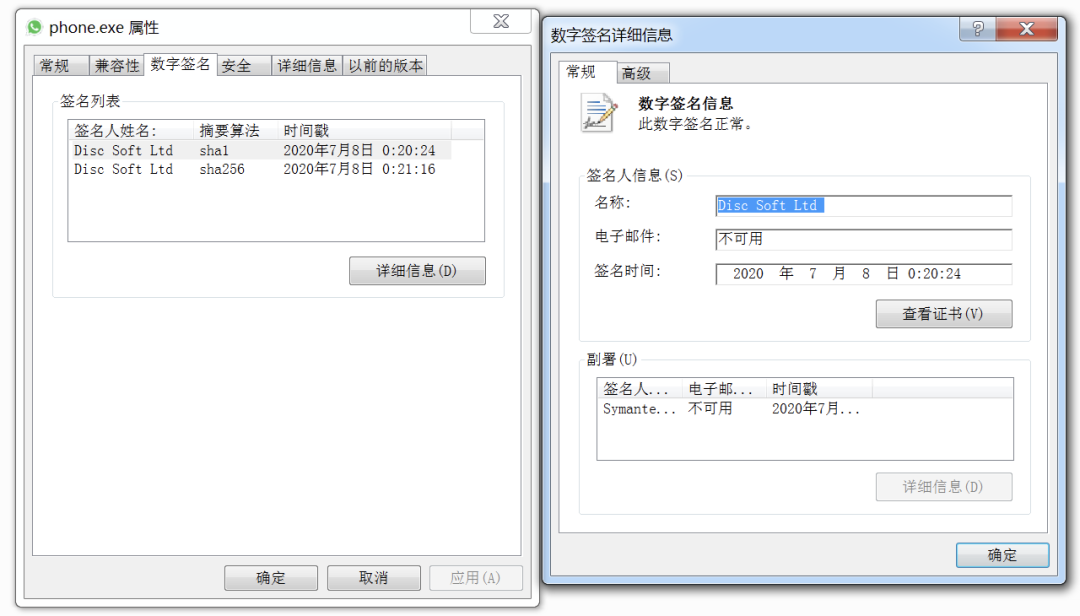 phone.exe 属性
常规 兼容性 数字签名 安全 详细信息 以前的版本
签名列表
签名人姓名: 摘要算法 时间戳
Disc Soft Ltd sha1 2020年7月8日 0:20:24
Disc Soft Ltd sha256 2020年7月8日 0:21:16
详细信息(D)
确定 取消 应用(A)
数字签名详细信息
常规 高级
数字签名信息
此数字签名正常。
签名人信息(S)
名称: Disc Soft Ltd
电子邮件: 不可用
签名时间: 2020 年 7 月 8 日 0:20:24
查看证书(V)
副署(U)
签名人... 电子邮... 时间戳
Symante... 不可用 2020年7月...
详细信息(D)
确定